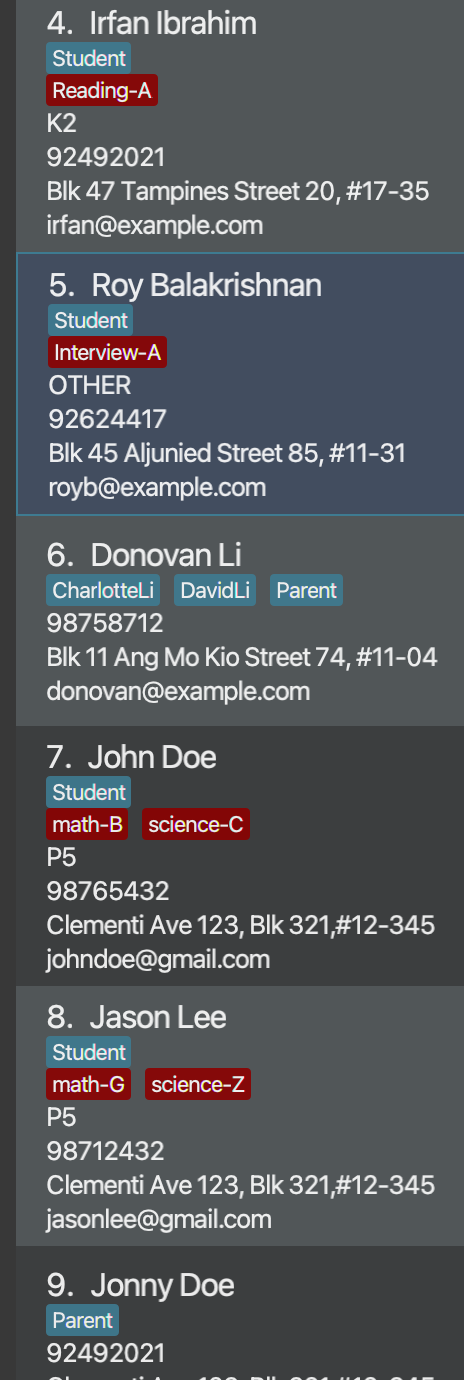 4. Irfan Ibrahim
Student
Reading-A
K2
92492021
Blk 47 Tampines Street 20, #17-35
irfan@example.com
5. Roy Balakrishnan
Student
Interview-A
OTHER
92624417
Blk 45 Aljunied Street 85, #11-31
royb@example.com
6. Donovan Li
CharlotteLi DavidLi Parent
98758712
Blk 11 Ang Mo Kio Street 74, #11-04
donovan@example.com
7. John Doe
Student
math-B science-C
P5
98765432
Clementi Ave 123, Blk 321,#12-345
johndoe@gmail.com
8. Jason Lee
Student
math-G science-Z
P5
98712432
Clementi Ave 123, Blk 321,#12-345
jasonlee@gmail.com
9. Jonny Doe
Parent
92492021